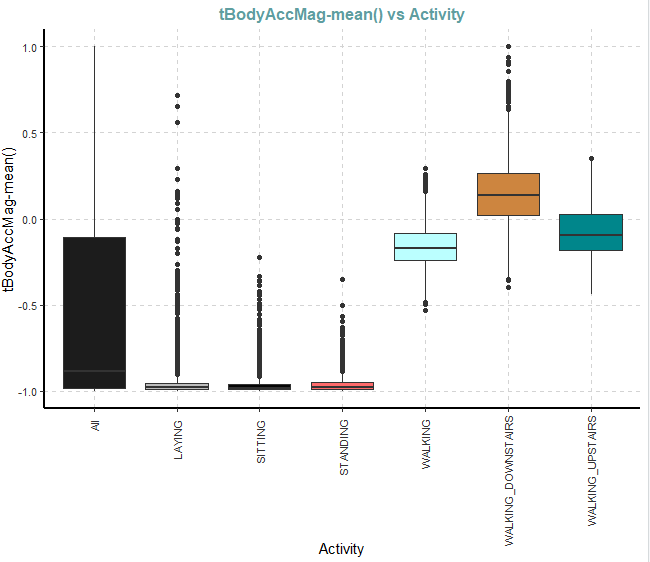 tBodyAccMag-mean() vs Activity
tBodyAccMag-mean()
1.0
0.5
0.0
-0.5
-1.0
All
LAYING
SITTING
STANDING
WALKING
WALKING_DOWNSTAIRS
WALKING_UPSTAIRS
Activity